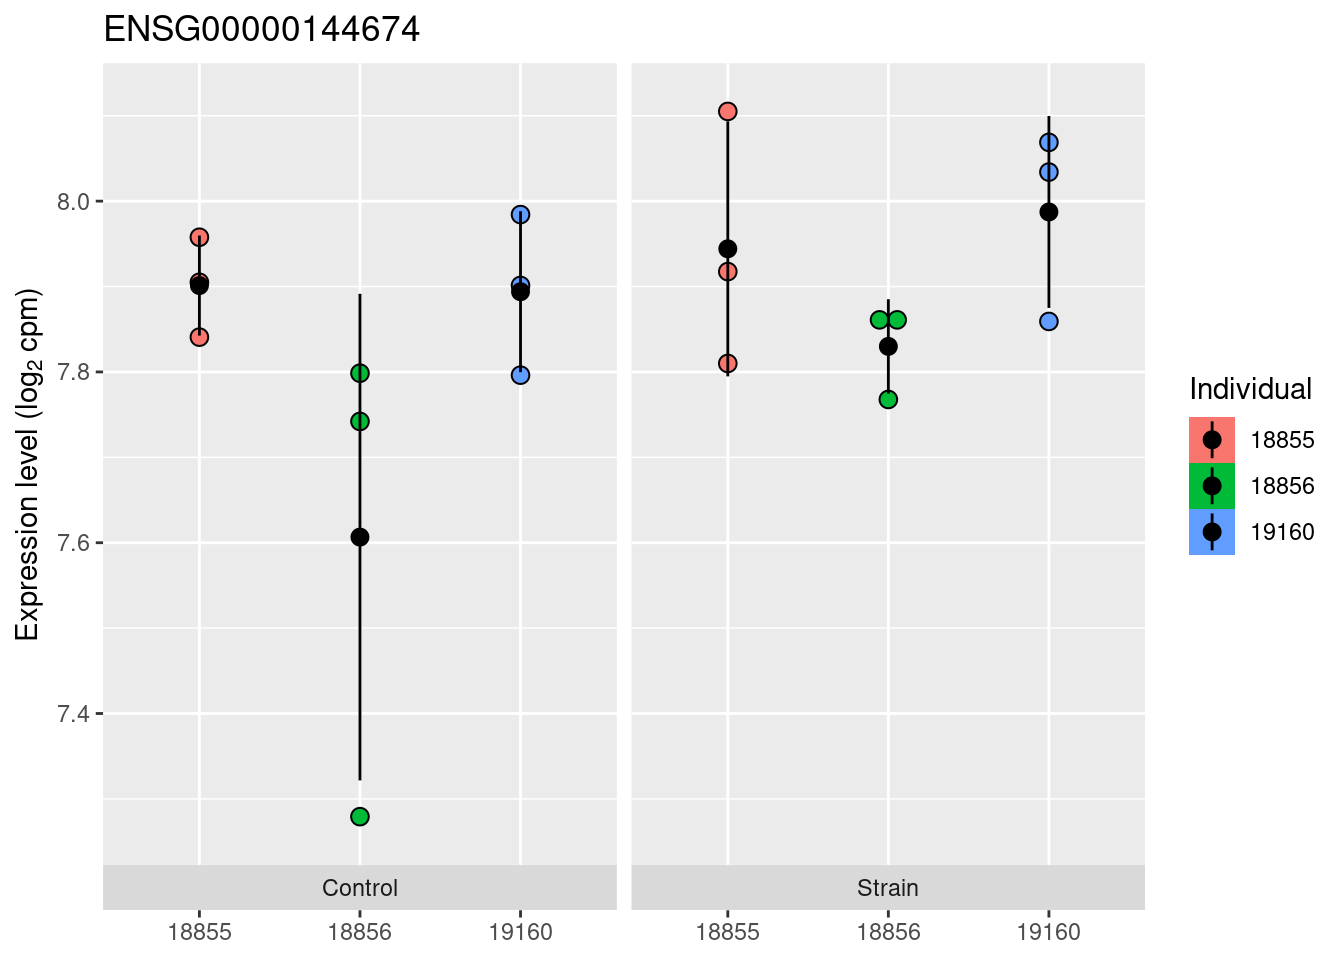 ENSG00000144674
Expression level (log2 cpm)
8.0
7.8
7.6
7.4
Control
Strain
18855
18856
19160
18855
18856
19160
Individual
18855
18856
19160